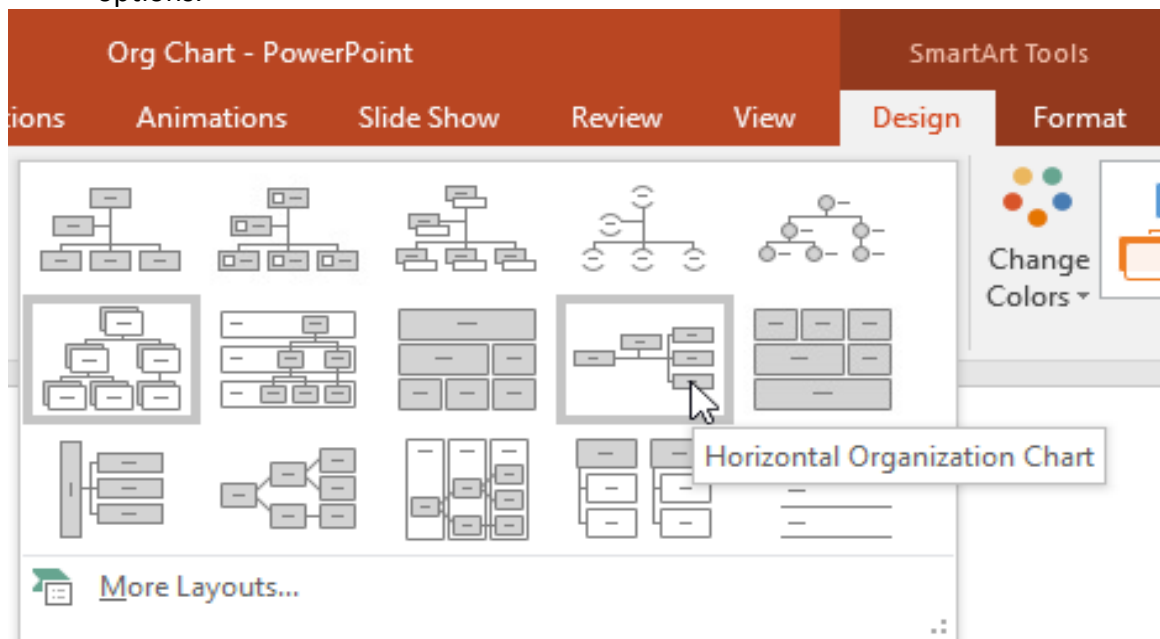 options.
Org Chart - PowerPoint
SmartArt Tools
Animations Slide Show Review View Design Format
Change
Colors
Horizontal Organization Chart
More Layouts...